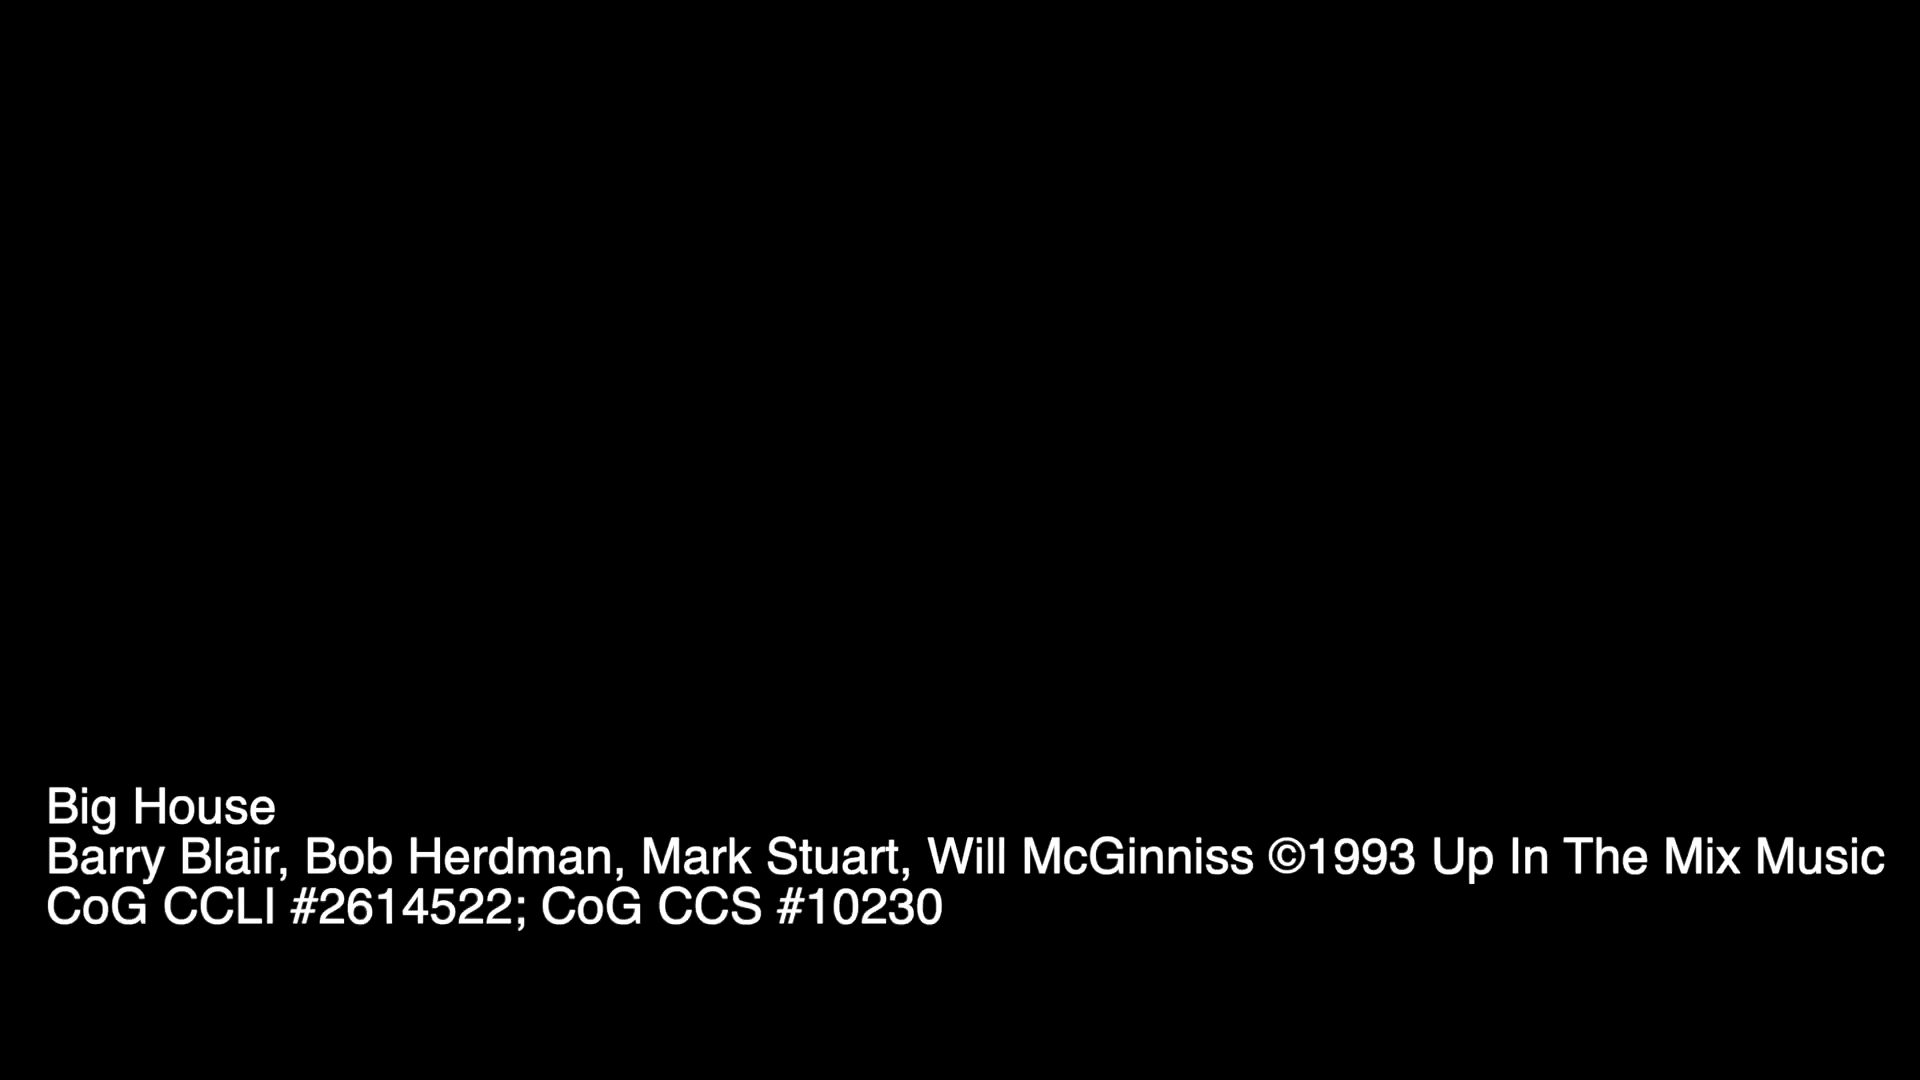 Big House
Barry Blair, Bob Herdman, Mark Stuart, Will McGinniss ©1993 Up In The Mix Music
CoG CCLI #2614522; CoG CCS #10230